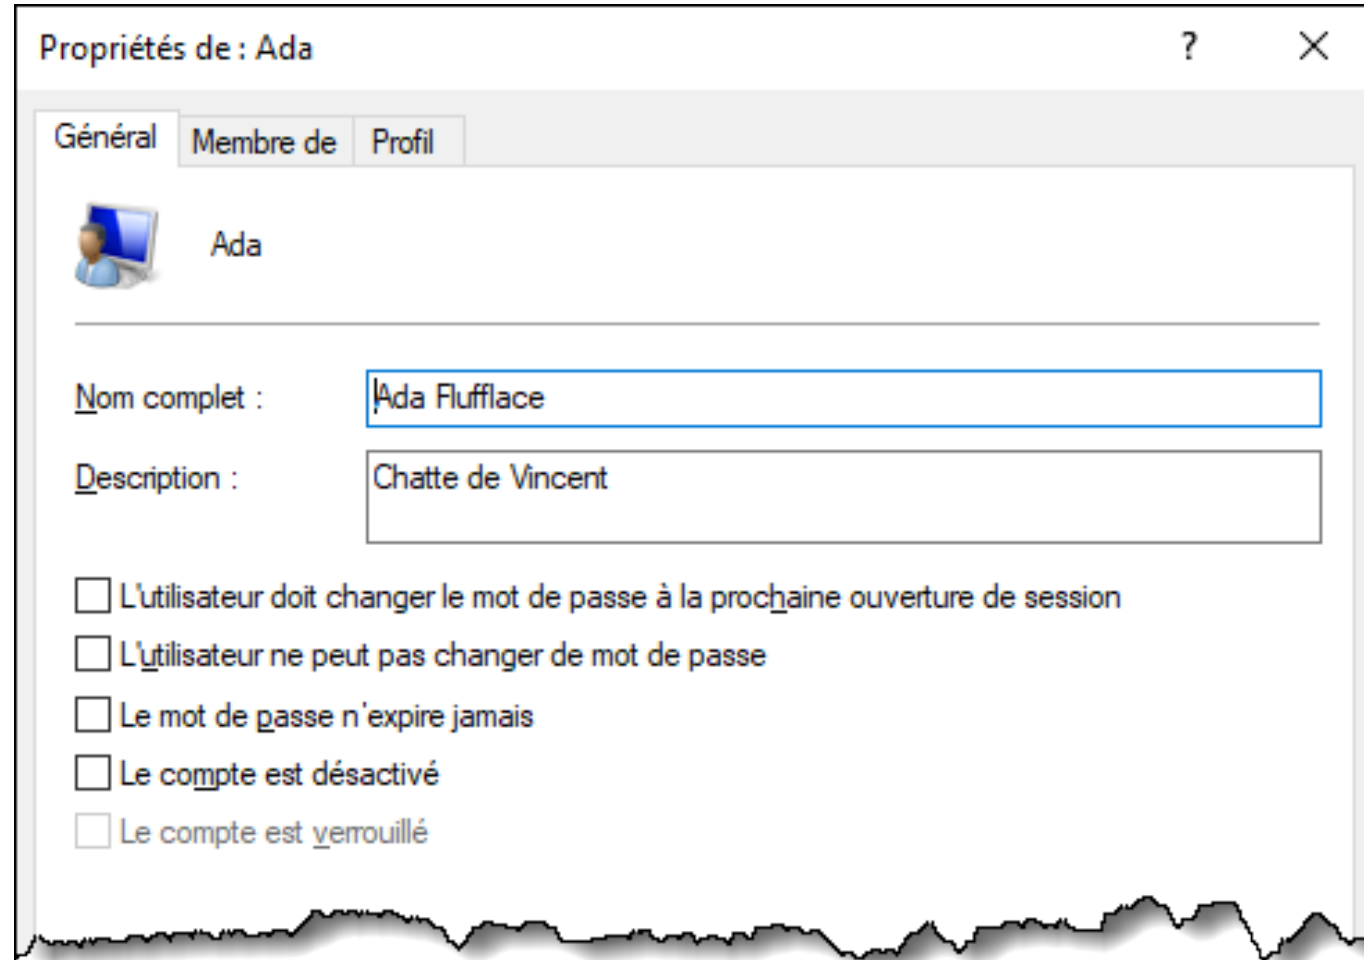 Propriétés de : Ada
?
Général Membre de Profil
Ada
Nom complet : Ada Flufflace
Description : Chatte de Vincent
L'utilisateur doit changer le mot de passe à la prochaine ouverture de session
L'utilisateur ne peut pas changer de mot de passe
Le mot de passe n'expire jamais
Le compte est désactivé
Le compte est verrouillé